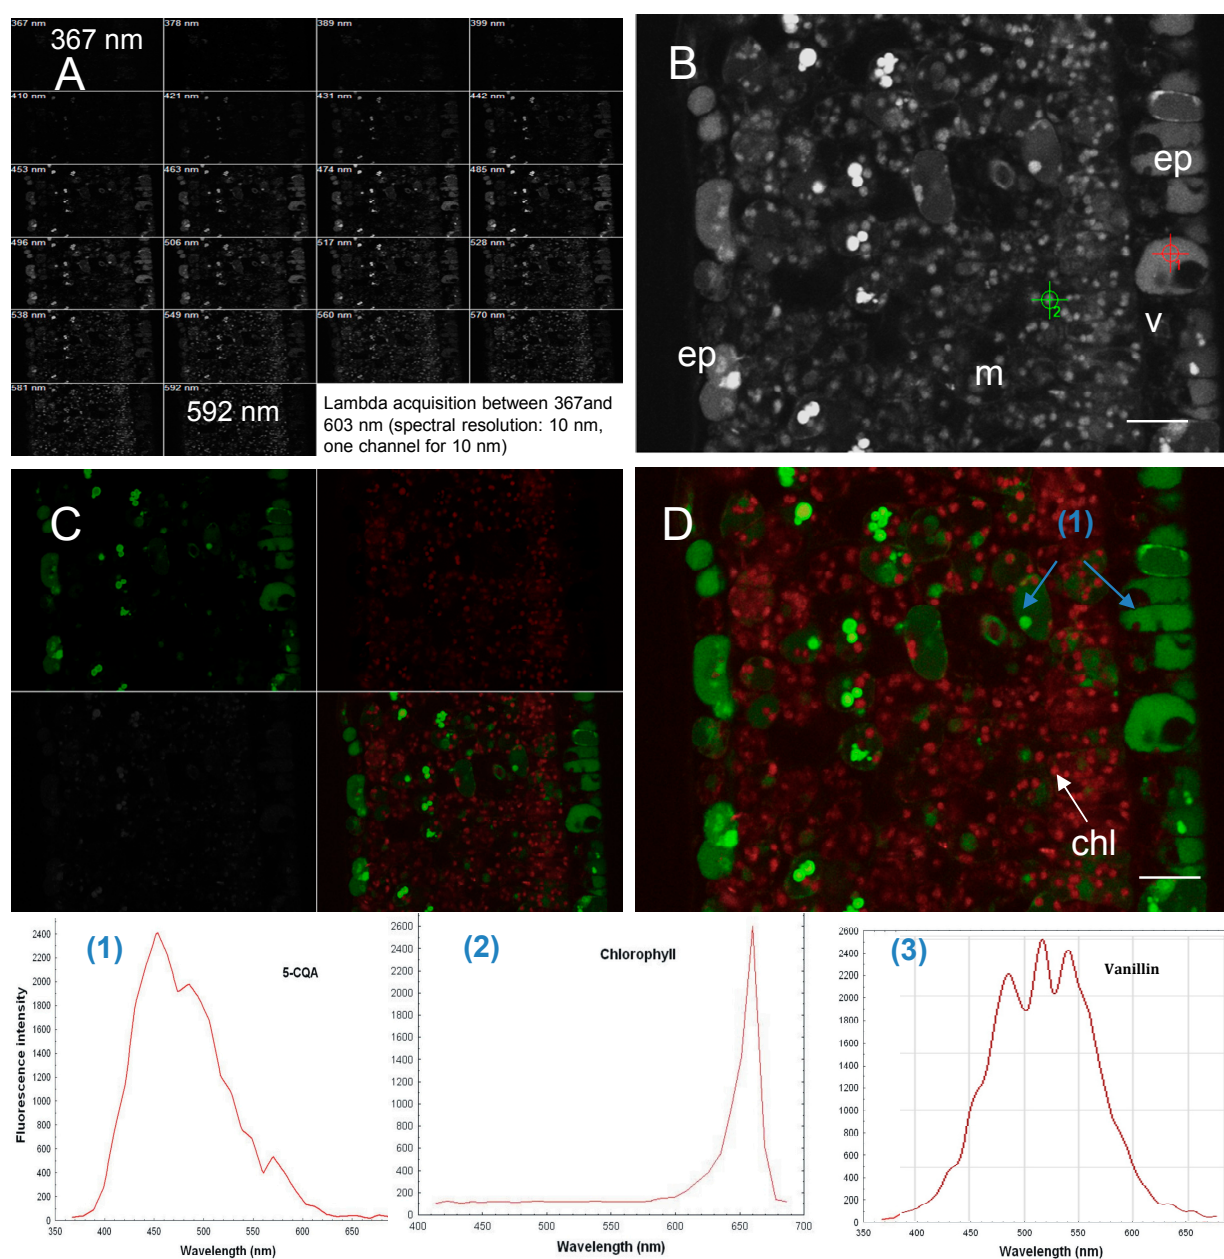 367 nm
378 nm
389 nm
399 nm
367 nm
A
410 nm
421 nm
431 nm
442 nm
453 nm
463 nm
474 nm
485 nm
496 nm
506 nm
517 nm
528 nm
538 nm
549 nm
560 nm
570 nm
581 nm
592 nm
592 nm
Lambda acquisition between 367and
603 nm (spectral resolution: 10 nm,
one channel for 10 nm)
B
ep
1
2
v
ep
m
C
D
(1)
chl
(1)
5-CQA
Fluorescence intensity
2400
2200
2000
1800
1600
1400
1200
1000
800
600
400
200
0
350 400 450 500 550 600 650
Wavelength (nm)
(2)
Chlorophyll
2600
2400
2200
2000
1800
1600
1400
1200
1000
800
600
400
200
0
400 450 500 550 600 650 700
Wavelength (nm)
(3)
Vanillin
2600
2400
2200
2000
1800
1600
1400
1200
1000
800
600
400
200
0
350 400 450 500 550 600 650
Wavelength (nm)